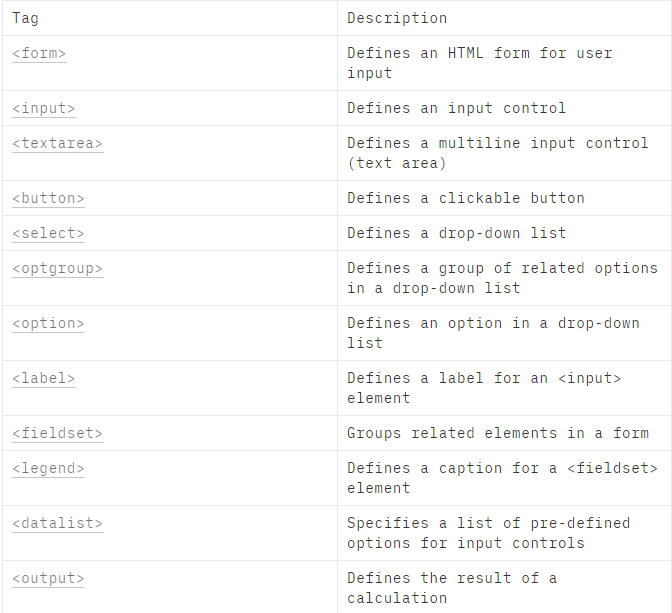 Tag Description
<form> Defines an HTML form for user
input
<input> Defines an input control
<textarea> Defines a multiline input control
(text area)
<button> Defines a clickable button
<select> Defines a drop-down list
<optgroup> Defines a group of related options
in a drop-down list
<option> Defines an option in a drop-down
list
<label> Defines a label for an <input>
element
<fieldset> Groups related elements in a form
<legend> Defines a caption for a <fieldset>
element
<datalist> Specifies a list of pre-defined
options for input controls
<output> Defines the result of a
calculation